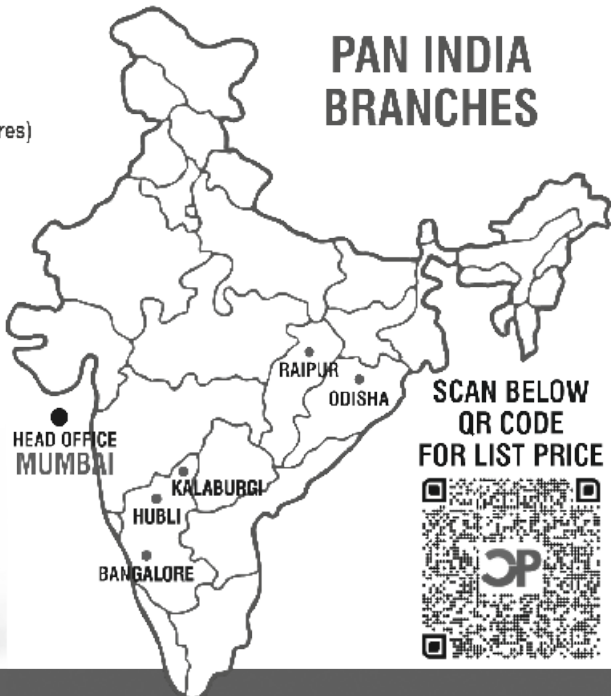 PAN INDIA
BRANCHES
res)
RAIPUR
ODISHA
SCAN BELOW
QR CODE
FOR LIST PRICE
HEAD OFFICE
MUMBAI
KALABURGI
HUBLI
BANGALORE
CP